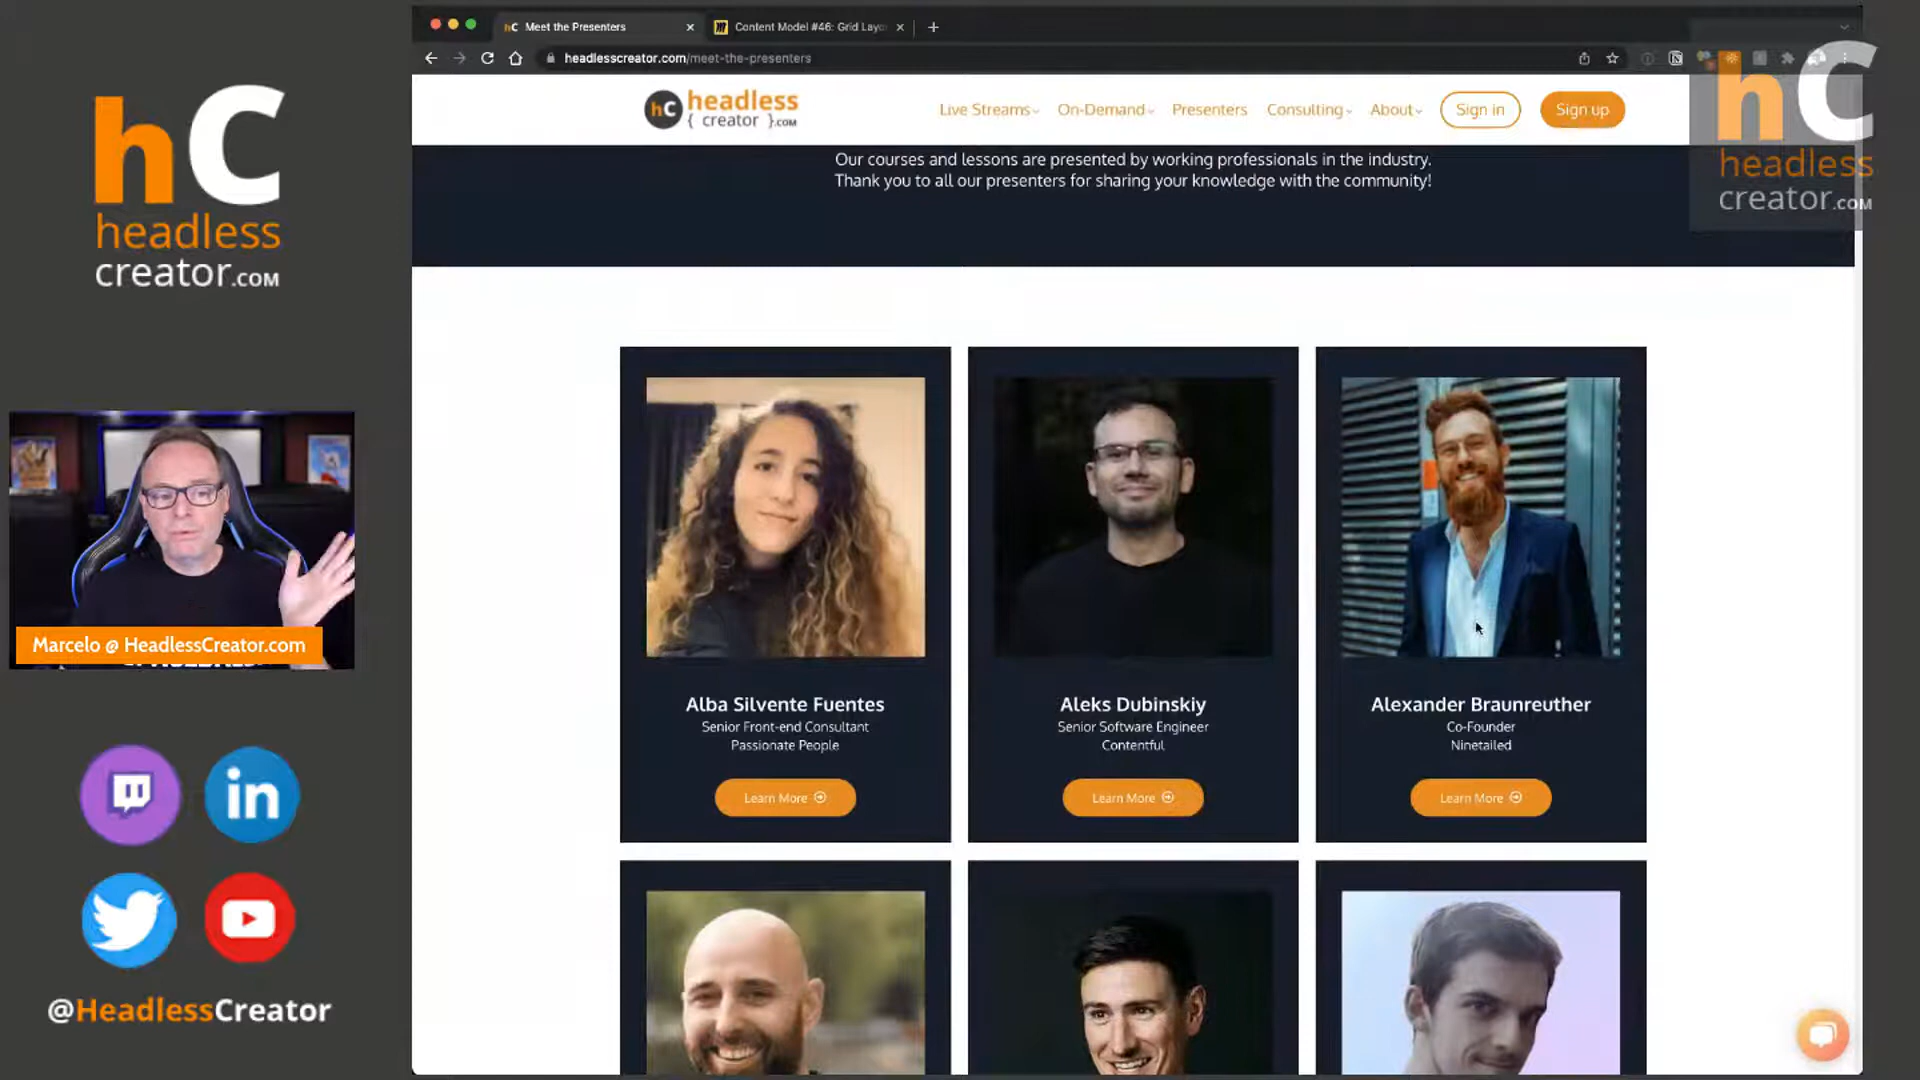 hC
headless
creator.COM
Marcelo @ HeadlessCreator.com
in
@HeadlessCreator
hC Meet the Presenters
Content Model #46: Grid Layo
headlesscreator.com/meet-the-presenters
hC headless
{ creator }.COM
Live Streams
On-Demand
Presenters
Consulting
About
Sign in
Sign up
hC
headless
creator.COM
Our courses and lessons are presented by working professionals in the industry.
Thank you to all our presenters for sharing your knowledge with the community!
Alba Silvente Fuentes
Senior Front-end Consultant
Passionate People
Learn More
Aleks Dubinskiy
Senior Software Engineer
Contentful
Learn More
Alexander Braunreuther
Co-Founder
Ninetailed
Learn More